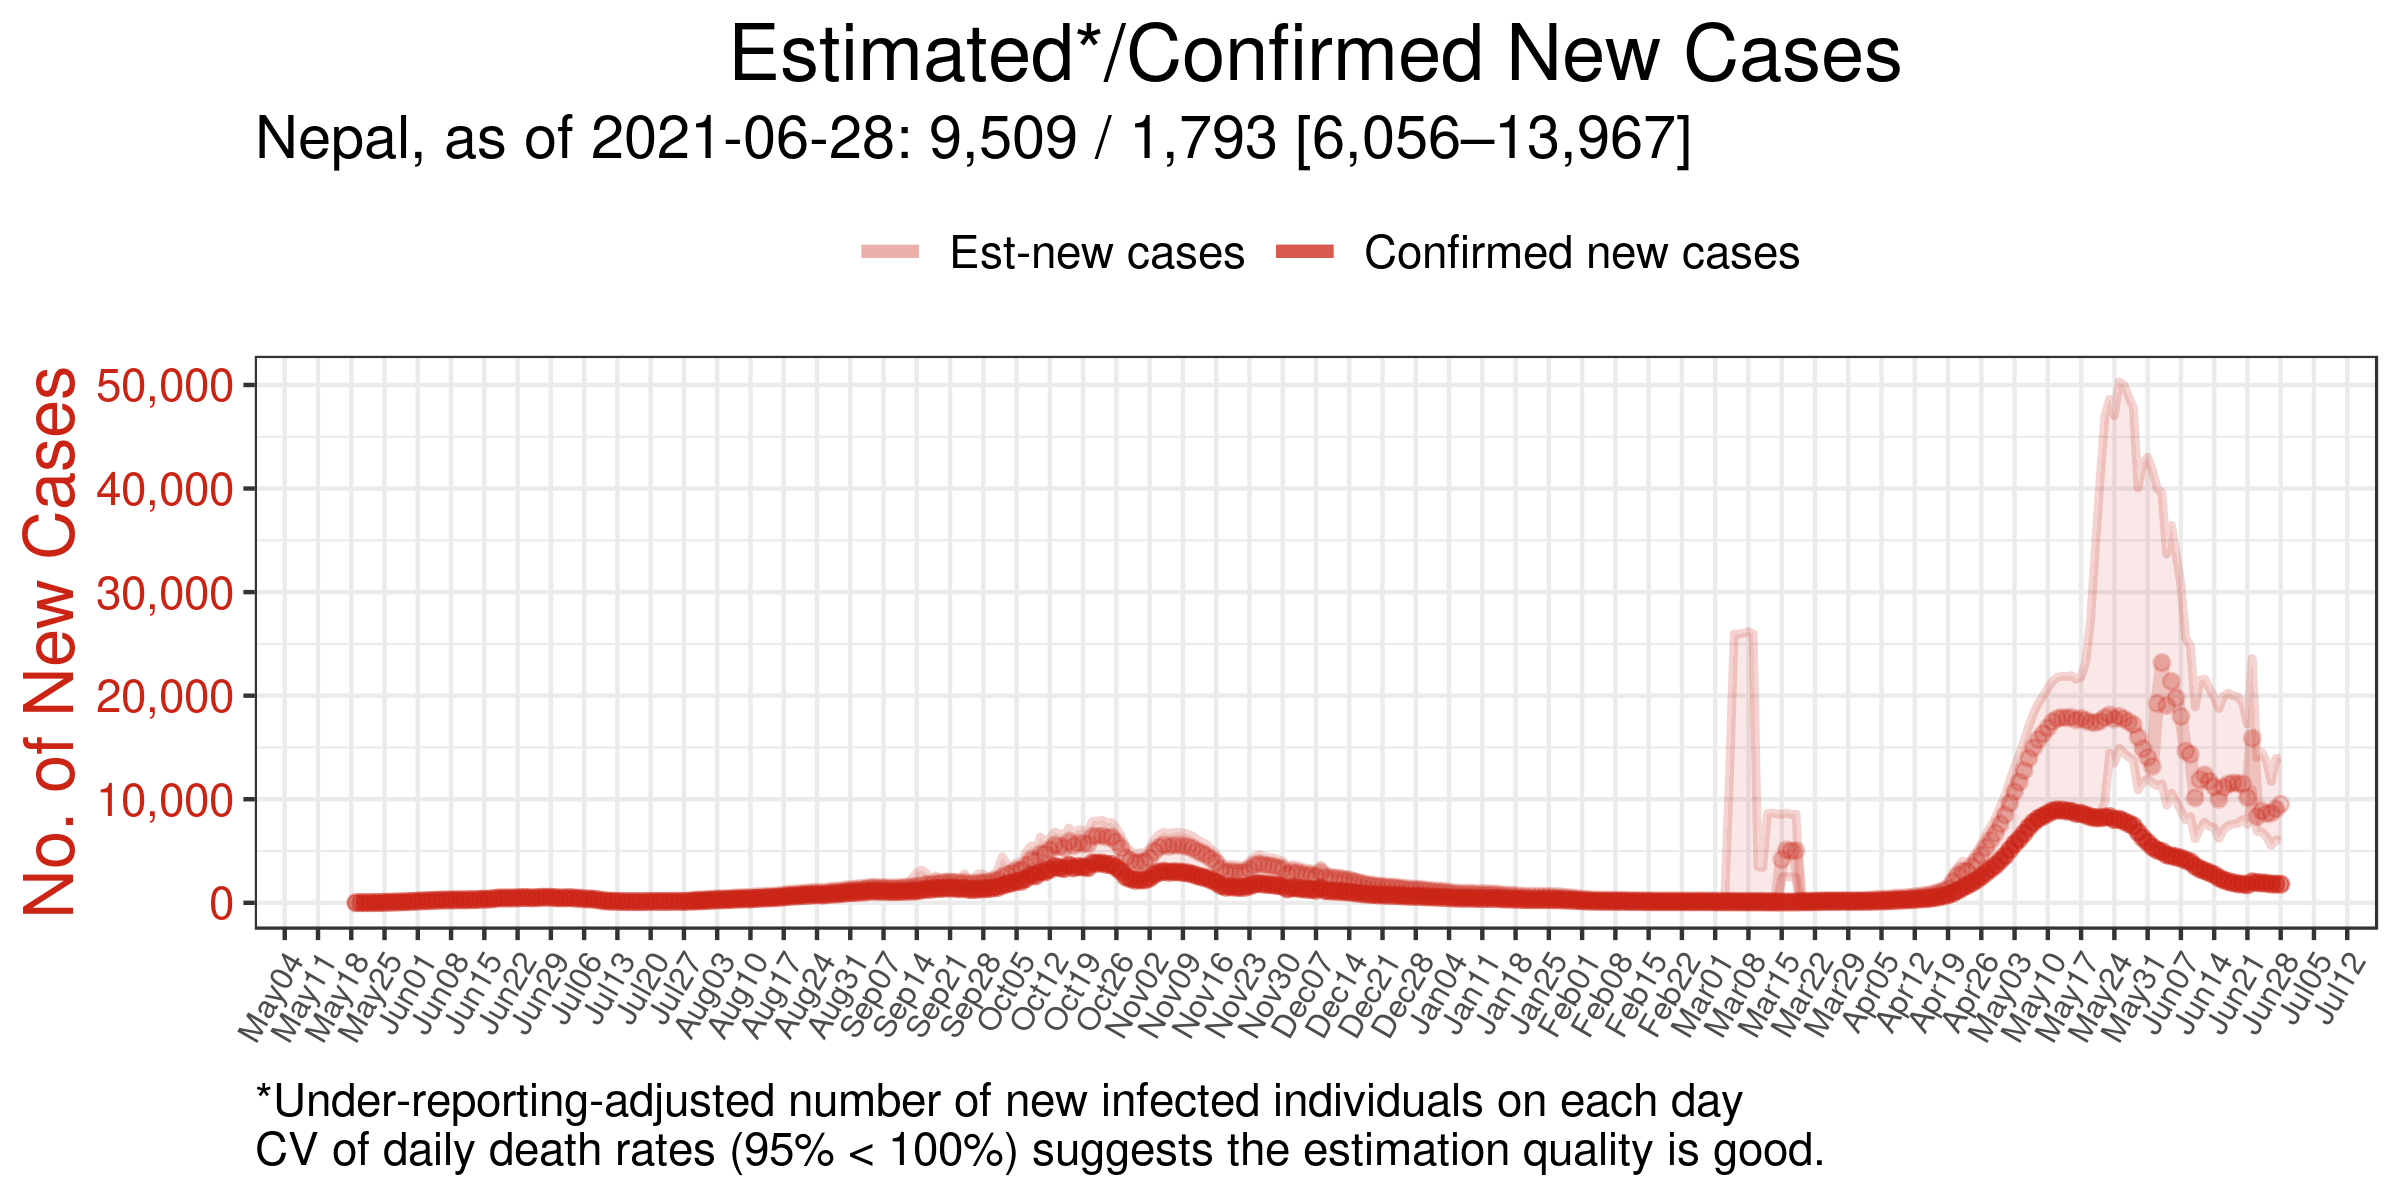 Estimated*/Confirmed New Cases
Nepal, as of 2021-06-28: 9,509 / 1,793 [6,056–13,967]
Est-new cases
Confirmed new cases
No. of New Cases
50,000
40,000
30,000
20,000
10,000
0
May04
May11
May18
May25
Jun01
Jun08
Jun15
Jun22
Jun29
Jul06
Jul13
Jul20
Jul27
Aug03
Aug10
Aug17
Aug24
Aug31
Sep07
Sep14
Sep21
Sep28
Oct05
Oct12
Oct19
Oct26
Nov02
Nov09
Nov16
Nov23
Nov30
Dec07
Dec14
Dec21
Dec28
Jan04
Jan11
Jan18
Jan25
Feb01
Feb08
Feb15
Feb22
Mar01
Mar08
Mar15
Mar22
Mar29
Apr05
Apr12
Apr19
Apr26
May03
May10
May17
May24
May31
Jun07
Jun14
Jun21
Jun28
Jul05
Jul12
*Under-reporting-adjusted number of new infected individuals on each day
CV of daily death rates (95% < 100%) suggests the estimation quality is good.